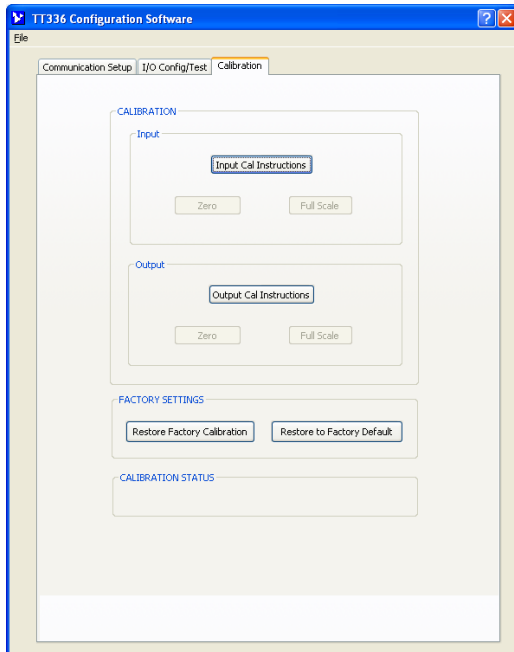 TT336 Configuration Software
File
Communication Setup I/O Config/Test Calibration
CALIBRATION
Input
Input Cal Instructions
Zero Full Scale
Output
Output Cal Instructions
Zero Full Scale
FACTORY SETTINGS
Restore Factory Calibration Restore to Factory Default
CALIBRATION STATUS